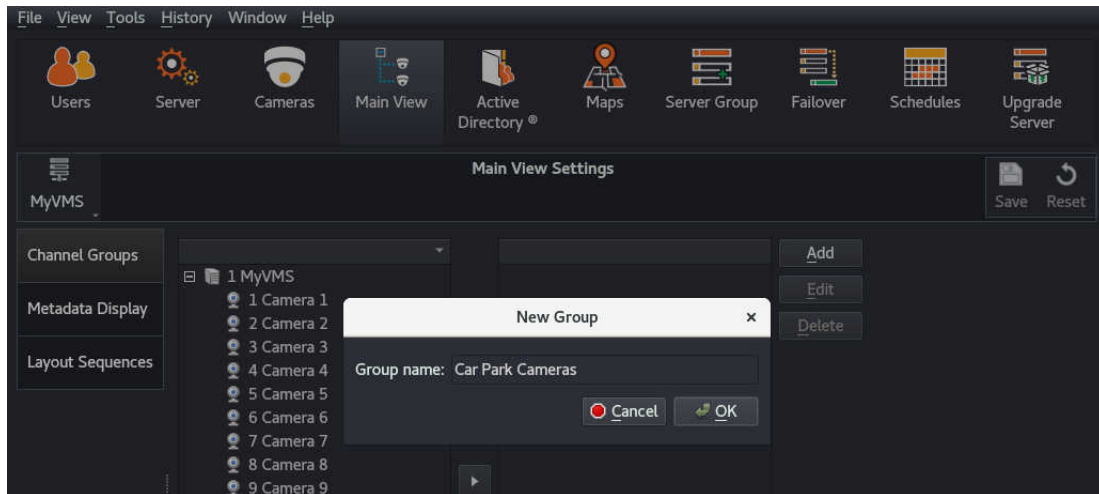 File View Tools History Window Help
Users Server Cameras Main View Active Directory ® Maps Server Group Failover Schedules Upgrade Server
Main View Settings
MyVMS
Save Reset
Channel Groups
Metadata Display
Layout Sequences
1 MyVMS
1 Camera 1
2 Camera 2
3 Camera 3
4 Camera 4
5 Camera 5
6 Camera 6
7 Camera 7
8 Camera 8
9 Camera 9
New Group
Group name: Car Park Cameras
Cancel OK
Add
Edit
Delete